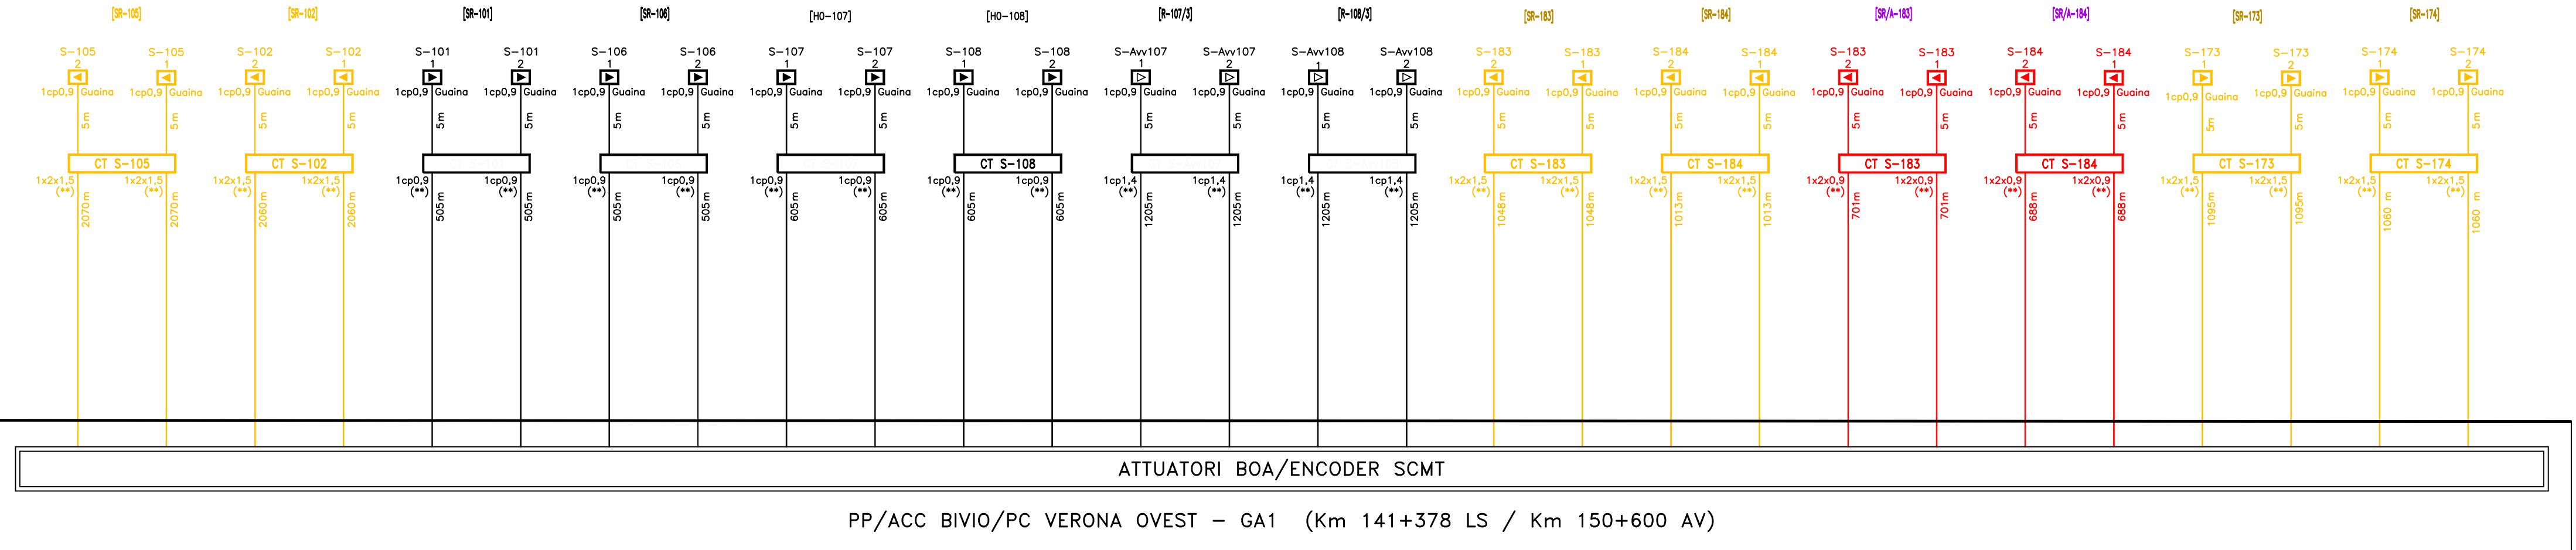 [SR-105] [SR-102] [SR-101] [SR-106] [HO-107] [HO-108] [R-107/3] [R-108/3] [SR-183] [SR-184] [SR/A-183] [SR/A-184] [SR-173] [SR-174]
S-105 S-105 S-102 S-102 S-101 S-101 S-106 S-106 S-107 S-107 S-108 S-108 S-Avv107 S-Avv107 S-Avv108 S-Avv108 S-183 S-183 S-184 S-184 S-183 S-183 S-184 S-184 S-173 S-173 S-174 S-174
2 1 2 1 1 2 1 2 1 2 1 2 1 2 1 2 2 1 2 1 2 1 2 1 1 2 1 2
1cp0,9 Guaina 1cp0,9 Guaina 1cp0,9 Guaina 1cp0,9 Guaina 1cp0,9 Guaina 1cp0,9 Guaina 1cp0,9 Guaina 1cp0,9 Guaina 1cp0,9 Guaina 1cp0,9 Guaina 1cp0,9 Guaina 1cp0,9 Guaina 1cp0,9 Guaina 1cp0,9 Guaina 1cp0,9 Guaina 1cp0,9 Guaina 1cp0,9 Guaina 1cp0,9 Guaina 1cp0,9 Guaina 1cp0,9 Guaina 1cp0,9 Guaina 1cp0,9 Guaina 1cp0,9 Guaina 1cp0,9 Guaina 1cp0,9 Guaina 1cp0,9 Guaina 1cp0,9 Guaina 1cp0,9 Guaina
5m 5m 5m 5m 5m 5m 5m 5m 5m 5m 5m 5m 5m 5m 5m 5m 5m 5m 5m 5m 5m 5m 5m 5m 5m 5m 5m
CT S-105 CT S-102 CT S-108 CT S-183 CT S-184 CT S-183 CT S-184 CT S-173 CT S-174
1x2x1,5 1x2x1,5 1x2x1,5 1x2x1,5 1cp0,9 1cp0,9 1cp0,9 1cp0,9 1cp0,9 1cp0,9 1cp0,9 1cp0,9 1cp1,4 1cp1,4 1cp1,4 1cp1,4 1x2x1,5 1x2x1,5 1x2x1,5 1x2x1,5 1x2x0,9 1x2x0,9 1x2x0,9 1x2x0,9 1x2x1,5 1x2x1,5 1x2x1,5 1x2x1,5
(**) (**) (**) (**) (**) (**) (**) (**) (**) (**) (**) (**) (**) (**) (**) (**) (**) (**) (**) (**) (**) (**) (**) (**) (**) (**) (**) (**)
2070m 2070m 2060m 2060m 505m 505m 505m 505m 605m 605m 605m 605m 1205m 1205m 1205m 1205m 1048m 1048m 1013m 1013m 701m 701m 688m 688m 1095m 1095m 1060 m 1060 m
ATTUATORI BOA/ENCODER SCMT
PP/ACC BIVIO/PC VERONA OVEST - GA1 (Km 141+378 LS / Km 150+600 AV)